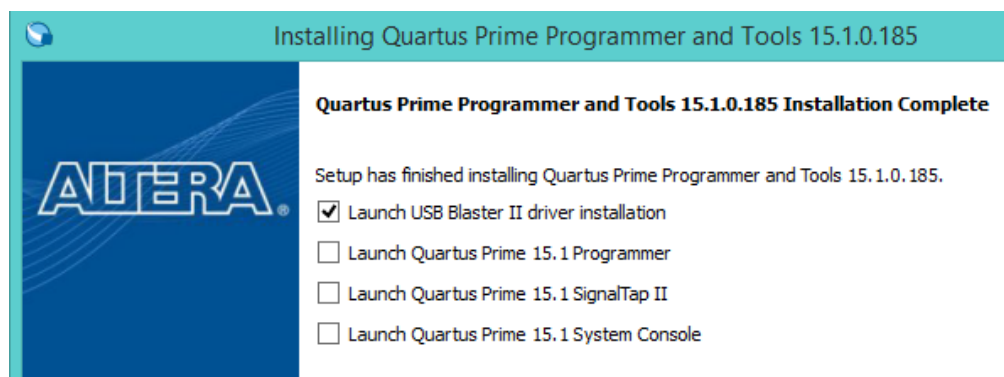 Installing Quartus Prime Programmer and Tools 15.1.0.185
Quartus Prime Programmer and Tools 15.1.0.185 Installation Complete
ALTERA®
Setup has finished installing Quartus Prime Programmer and Tools 15.1.0.185.
Launch USB Blaster II driver installation
Launch Quartus Prime 15.1 Programmer
Launch Quartus Prime 15.1 SignalTap II
Launch Quartus Prime 15.1 System Console